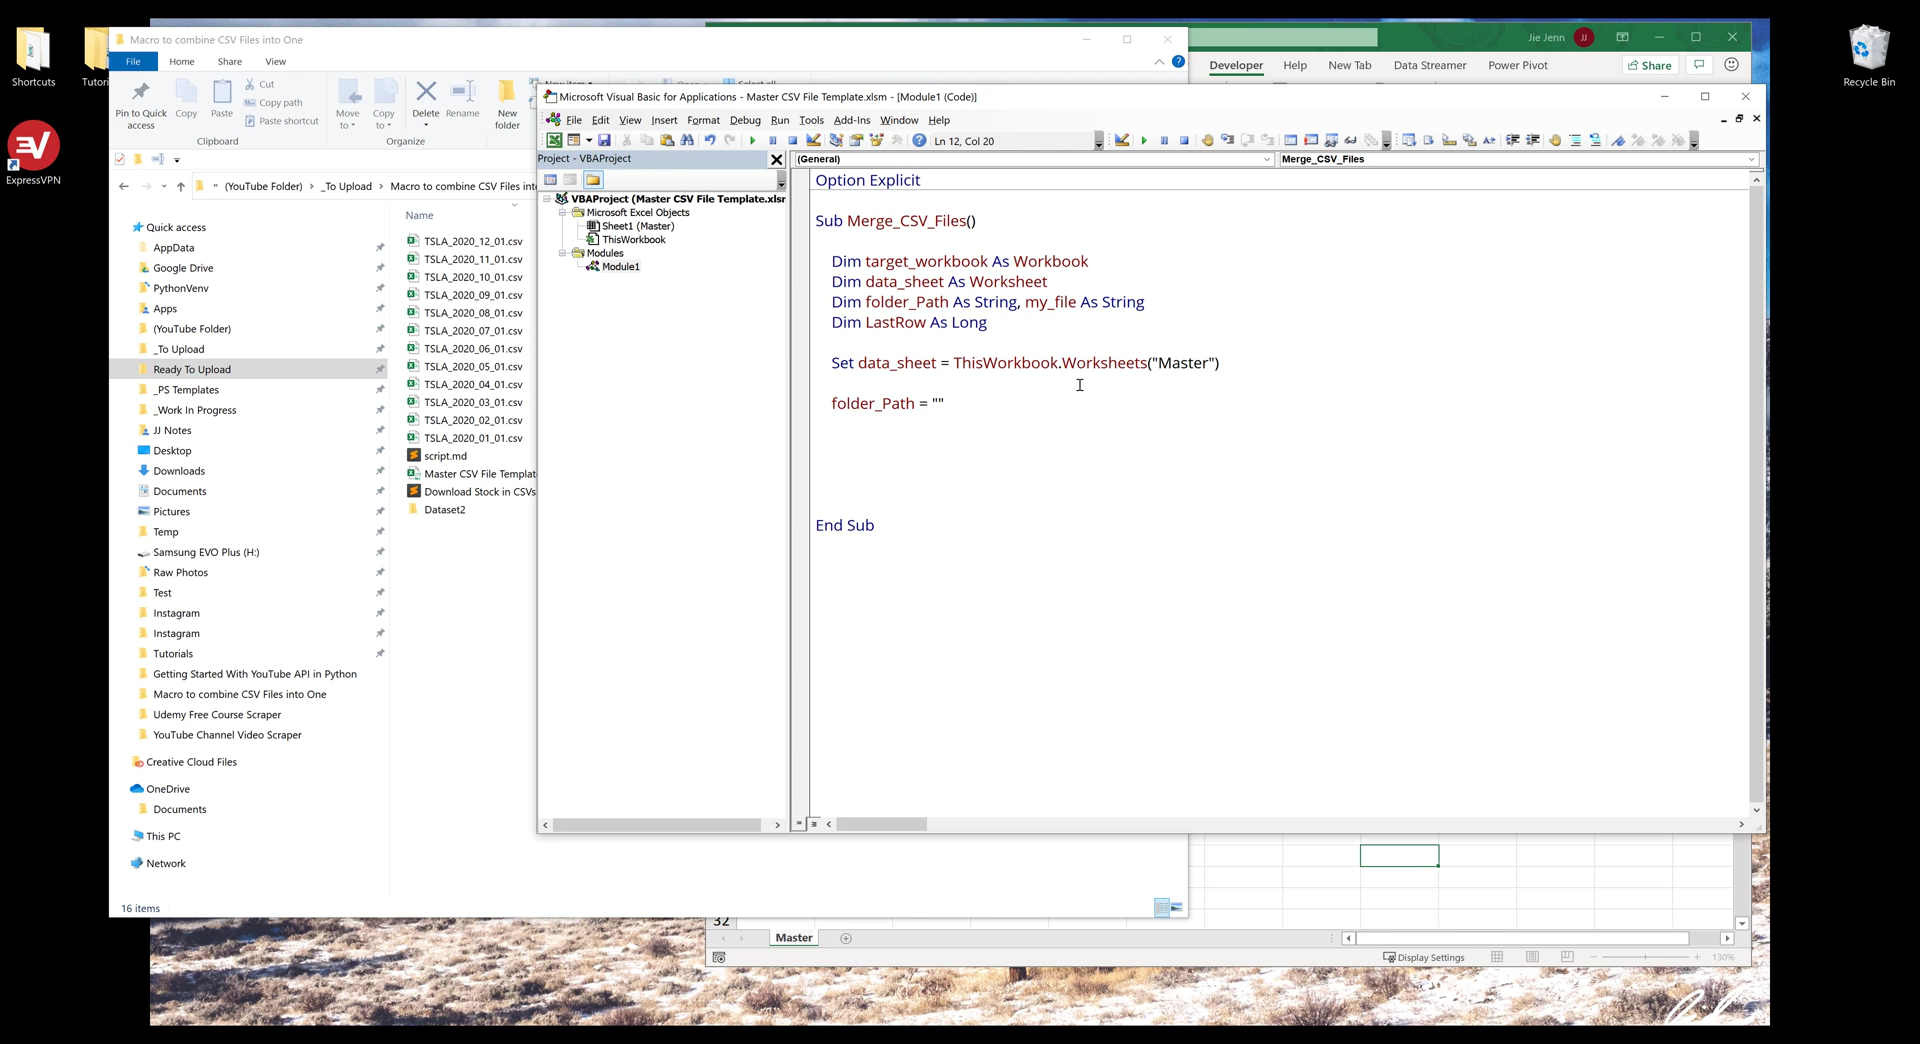 Shortcuts
Tutori
ExpressVPN
Recycle Bin
Macro to combine CSV Files into One
File
Home
Share
View
Pin to Quick access
Copy
Paste
Cut
Copy path
Paste shortcut
Clipboard
Move to
Copy to
Delete
Rename
New folder
Organize
(YouTube Folder) > _To Upload > Macro to combine CSV Files into
Quick access
AppData
Google Drive
PythonVenv
Apps
(YouTube Folder)
_To Upload
Ready To Upload
_PS Templates
_Work In Progress
JJ Notes
Desktop
Downloads
Documents
Pictures
Temp
Samsung EVO Plus (H:)
Raw Photos
Test
Instagram
Instagram
Tutorials
Getting Started With YouTube API in Python
Macro to combine CSV Files into One
Udemy Free Course Scraper
YouTube Channel Video Scraper
Creative Cloud Files
OneDrive
Documents
This PC
Network
16 items
Name
TSLA_2020_12_01.csv
TSLA_2020_11_01.csv
TSLA_2020_10_01.csv
TSLA_2020_09_01.csv
TSLA_2020_08_01.csv
TSLA_2020_07_01.csv
TSLA_2020_06_01.csv
TSLA_2020_05_01.csv
TSLA_2020_04_01.csv
TSLA_2020_03_01.csv
TSLA_2020_02_01.csv
TSLA_2020_01_01.csv
script.md
Master CSV File Templat
Download Stock in CSVs
Dataset2
Jie Jenn
JJ
Developer
Help
New Tab
Data Streamer
Power Pivot
Share
Microsoft Visual Basic for Applications - Master CSV File Template.xlsm - [Module1 (Code)]
File Edit View Insert Format Debug Run Tools Add-Ins Window Help
Ln 12, Col 20
Project - VBAProject
VBAProject (Master CSV File Template.xlsr
Microsoft Excel Objects
Sheet1 (Master)
ThisWorkbook
Modules
Module1
(General)
Merge_CSV_Files
Option Explicit
Sub Merge_CSV_Files()
Dim target_workbook As Workbook
Dim data_sheet As Worksheet
Dim folder_Path As String, my_file As String
Dim LastRow As Long
Set data_sheet = ThisWorkbook.Worksheets("Master")
folder_Path = ""
End Sub
32
Master
Display Settings
130%